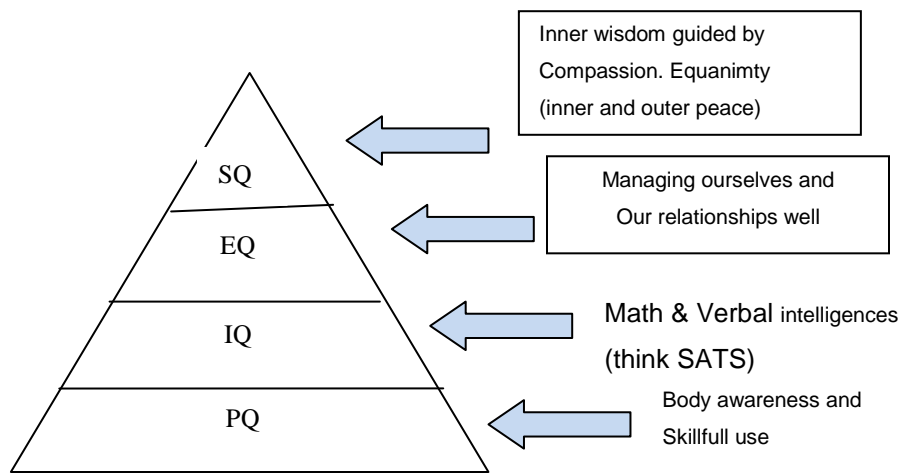 Inner wisdom guided by
Compassion. Equanimty
(inner and outer peace)
SQ
Managing ourselves and
Our relationships well
EQ
Math & Verbal intelligences
(think SATS)
IQ
Body awareness and
Skillfull use
PQ